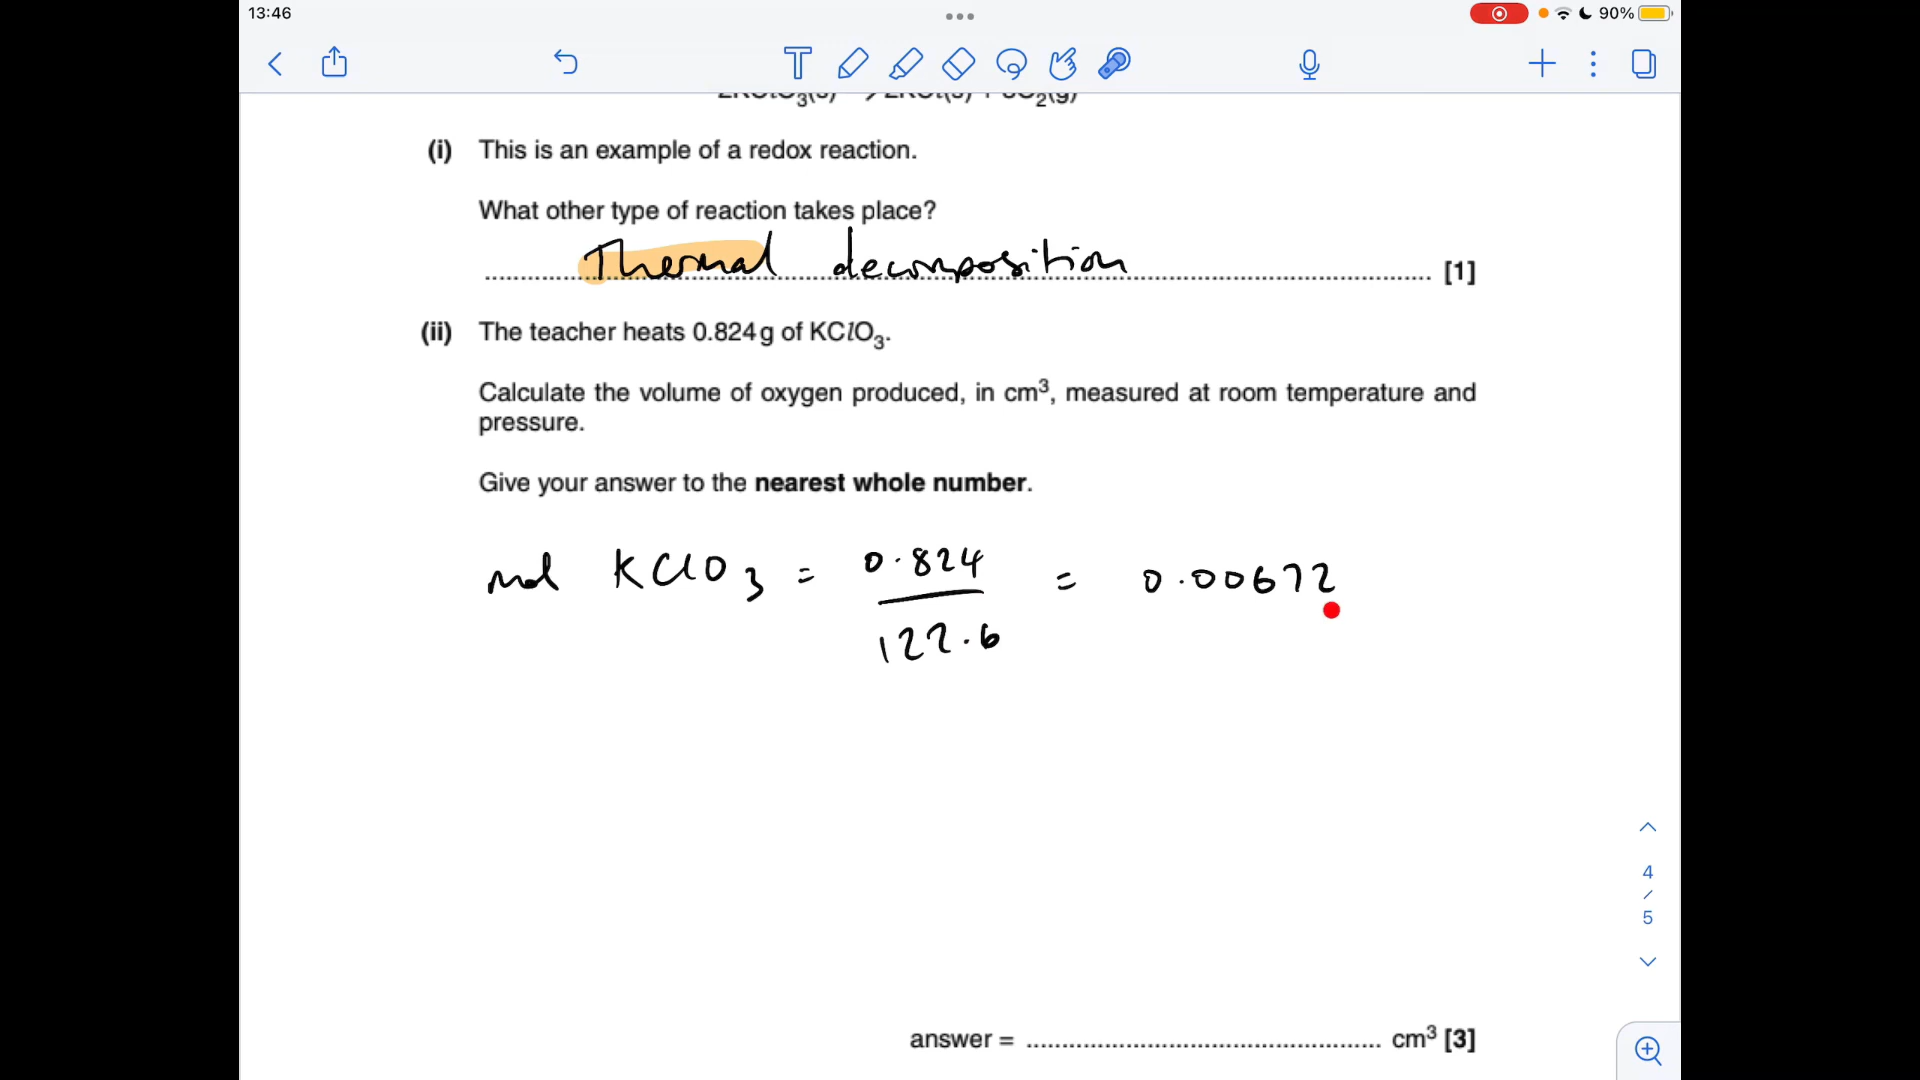 13:46
90%
2KClO3(s) → 2KCl(s) + 3O2(g)
(i) This is an example of a redox reaction.
What other type of reaction takes place?
Thermal decomposition [1]
(ii) The teacher heats 0.824 g of KClO3.
Calculate the volume of oxygen produced, in cm³, measured at room temperature and
pressure.
Give your answer to the nearest whole number.
mol KClO3 = 0.824 / 122.6 = 0.00672
4
/
5
answer = ................................................ cm³ [3]